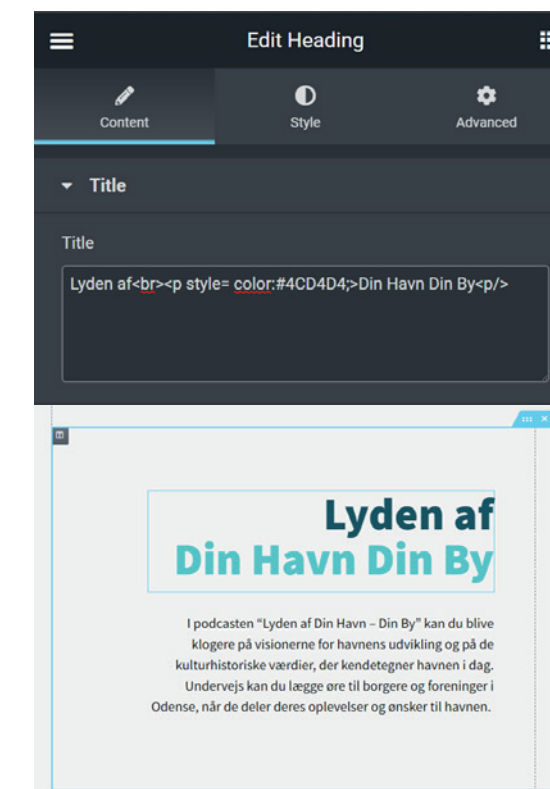 Edit Heading
Content Style Advanced
Title
Title
Lyden af<br><p style= color:#4CD4D4;>Din Havn Din By<p/>
Lyden af
Din Havn Din By
I podcasten “Lyden af Din Havn – Din By” kan du blive
klogere på visionerne for havnens udvikling og på de
kulturhistoriske værdier, der kendetegner havnen i dag.
Undervejs kan du lægge øre til borgere og foreninger i
Odense, når de deler deres oplevelser og ønsker til havnen.